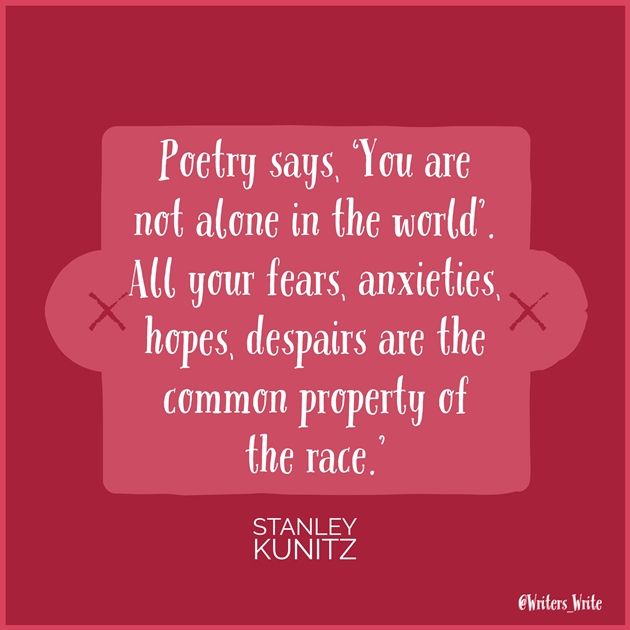 Poetry says, ‘You are
not alone in the world’.
All your fears, anxieties,
hopes, despairs are the
common property of
the race.’
STANLEY
KUNITZ
@Writers_Write